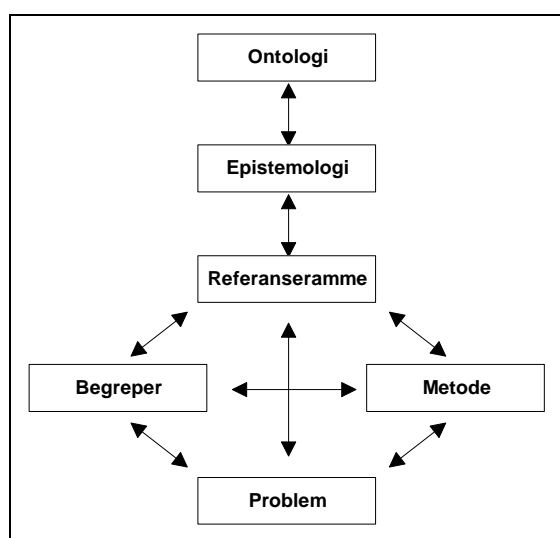 Ontologi
Epistemologi
Referanseramme
Begreper
Metode
Problem